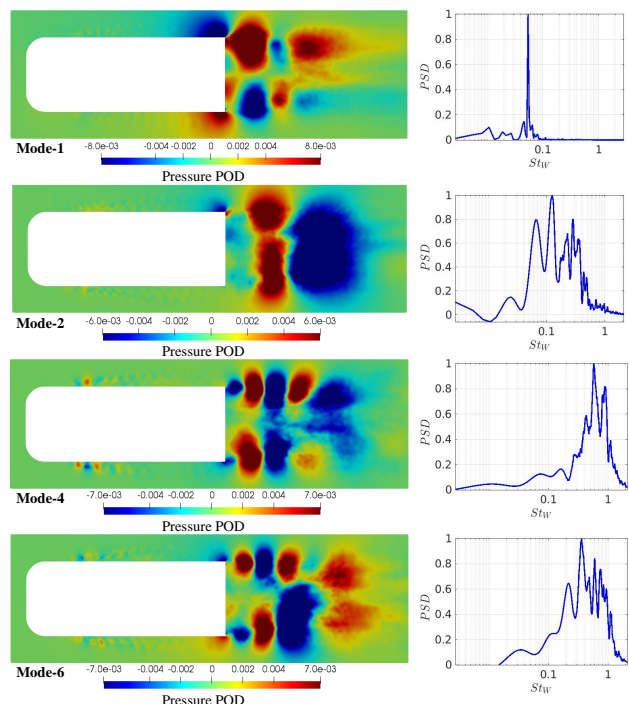 1
0.8
0.6
0.4
0.2
0
PSD
0.1 1
St_W
Mode-1
-8.0e-03 -0.004 -0.002 0 0.002 0.004 8.0e-03
Pressure POD
1
0.8
0.6
0.4
0.2
0
PSD
0.1 1
St_W
Mode-2
-6.0e-03 -0.004 -0.002 0 0.002 0.004 6.0e-03
Pressure POD
1
0.8
0.6
0.4
0.2
0
PSD
0.1 1
St_W
Mode-4
-7.0e-03 -0.004 -0.002 0 0.002 0.004 7.0e-03
Pressure POD
1
0.8
0.6
0.4
0.2
0
PSD
0.1 1
St_W
Mode-6
-7.0e-03 -0.004 -0.002 0 0.002 0.004 7.0e-03
Pressure POD